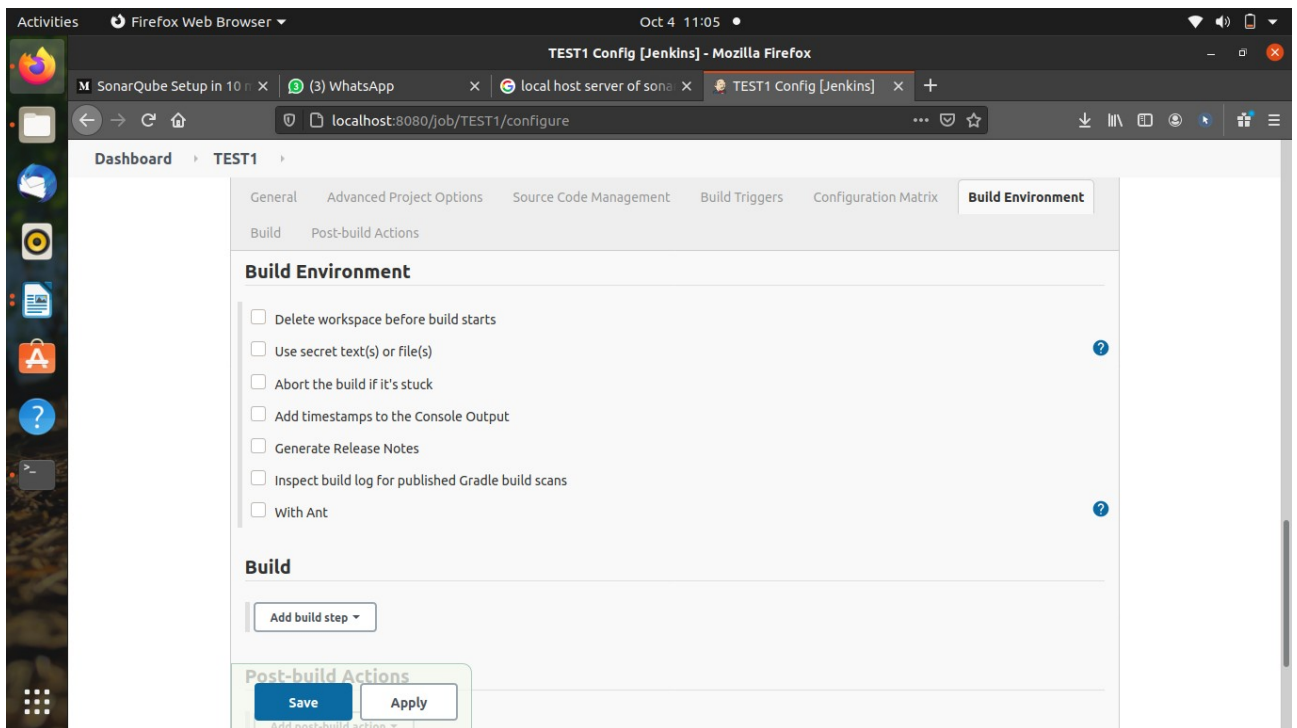 Activities Firefox Web Browser Oct 4 11:05
TEST1 Config [Jenkins] - Mozilla Firefox
M SonarQube Setup in 10 (3) WhatsApp local host server of sona TEST1 Config [Jenkins]
localhost:8080/job/TEST1/configure
Dashboard TEST1
General Advanced Project Options Source Code Management Build Triggers Configuration Matrix Build Environment
Build Post-build Actions
Build Environment
Delete workspace before build starts
Use secret text(s) or file(s)
Abort the build if it's stuck
Add timestamps to the Console Output
Generate Release Notes
Inspect build log for published Gradle build scans
With Ant
Build
Add build step
Post-build Actions
Save Apply
Add post-build action